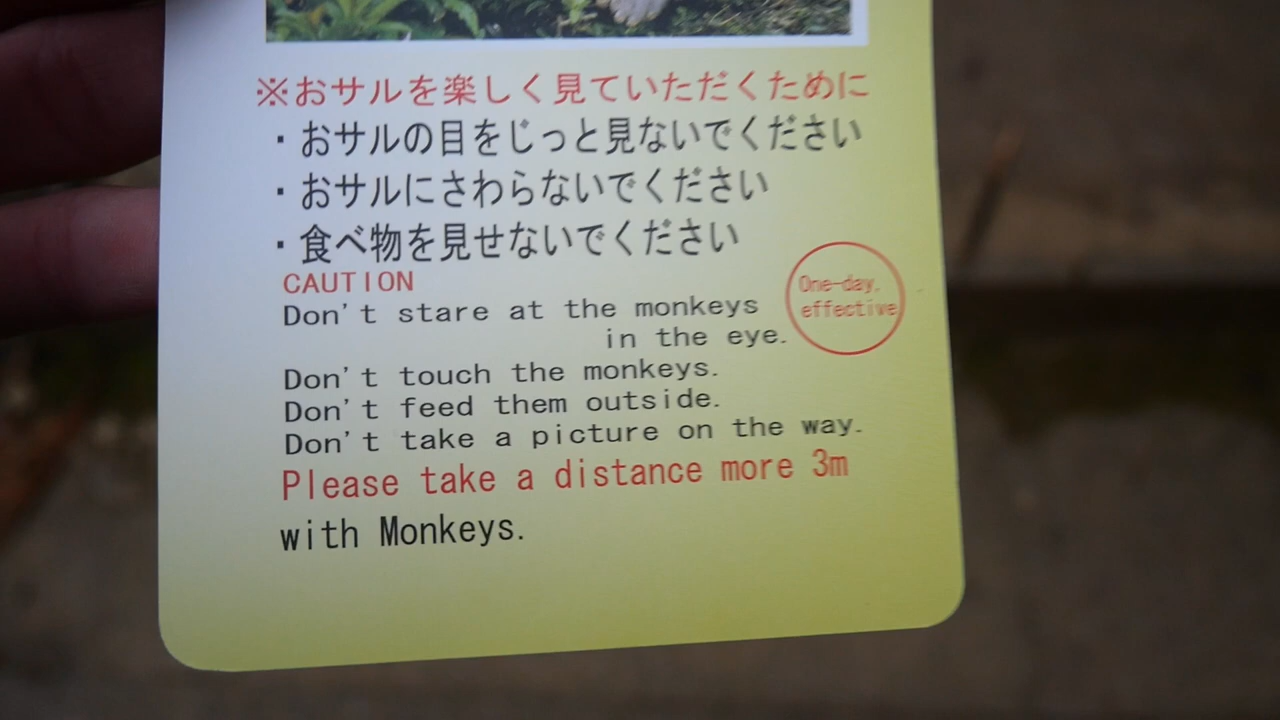 ※おサルを楽しく見ていただくために
・おサルの目をじっと見ないでください
・おサルにさわらないでください
・食べ物を見せないでください
CAUTION
Don't stare at the monkeys
in the eye.
One-day,
effective
Don't touch the monkeys.
Don't feed them outside.
Don't take a picture on the way.
Please take a distance more 3m
with Monkeys.